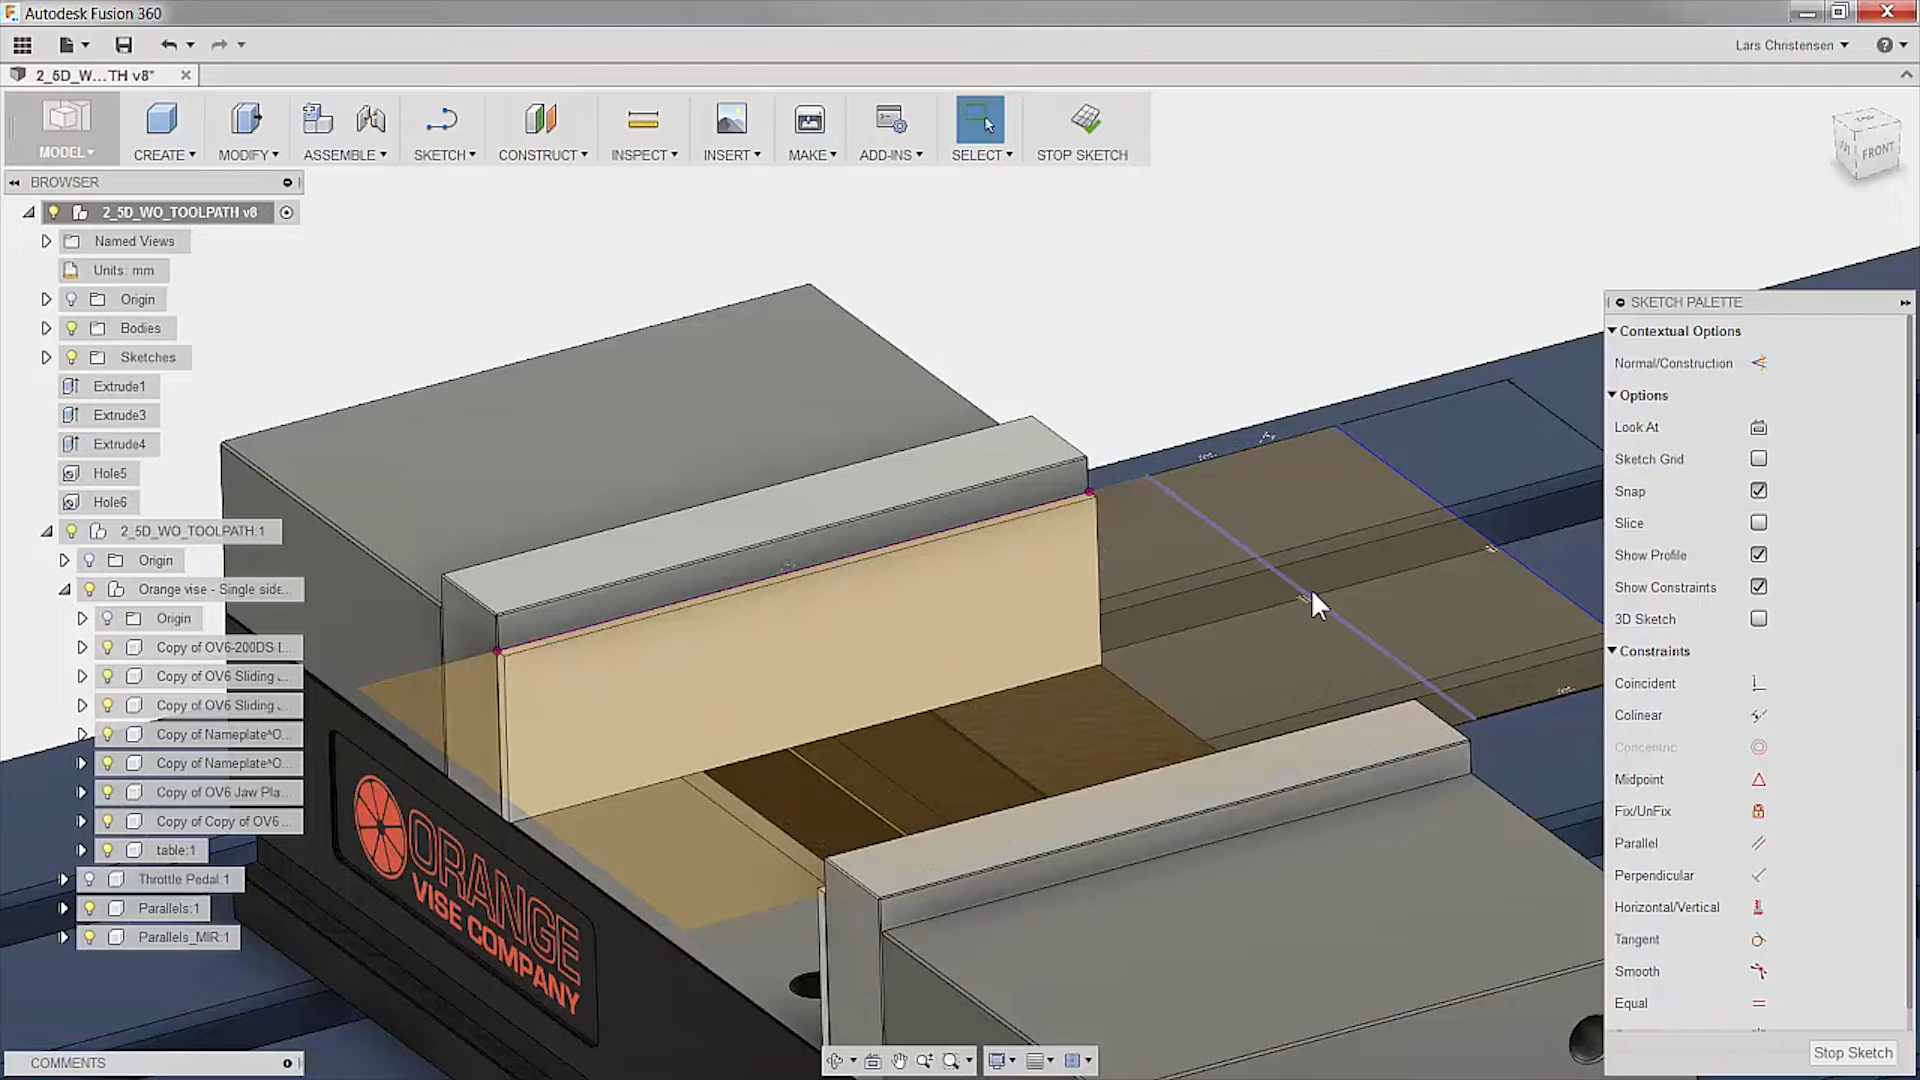 Autodesk Fusion 360
Lars Christensen
2_5D_W...TH v8*
MODEL
CREATE
MODIFY
ASSEMBLE
SKETCH
CONSTRUCT
INSPECT
INSERT
MAKE
ADD-INS
SELECT
STOP SKETCH
FRONT
BROWSER
2_5D_WO_TOOLPATH v8
Named Views
Units: mm
Origin
Bodies
Sketches
Extrude1
Extrude3
Extrude4
Hole5
Hole6
2_5D_WO_TOOLPATH:1
Origin
Orange vise - Single side...
Origin
Copy of OV6-200DS
Copy of OV6 Sliding
Copy of OV6 Sliding
Copy of Nameplate^O...
Copy of Nameplate^O...
Copy of OV6 Jaw Pla...
Copy of Copy of OV6 ...
table:1
Throttle Pedal:1
Parallels:1
Parallels_MIR:1
ORANGE
VISE COMPANY
SKETCH PALETTE
Contextual Options
Normal/Construction
Options
Look At
Sketch Grid
Snap
Slice
Show Profile
Show Constraints
3D Sketch
Constraints
Coincident
Colinear
Concentric
Midpoint
Fix/UnFix
Parallel
Perpendicular
Horizontal/Vertical
Tangent
Smooth
Equal
Stop Sketch
COMMENTS